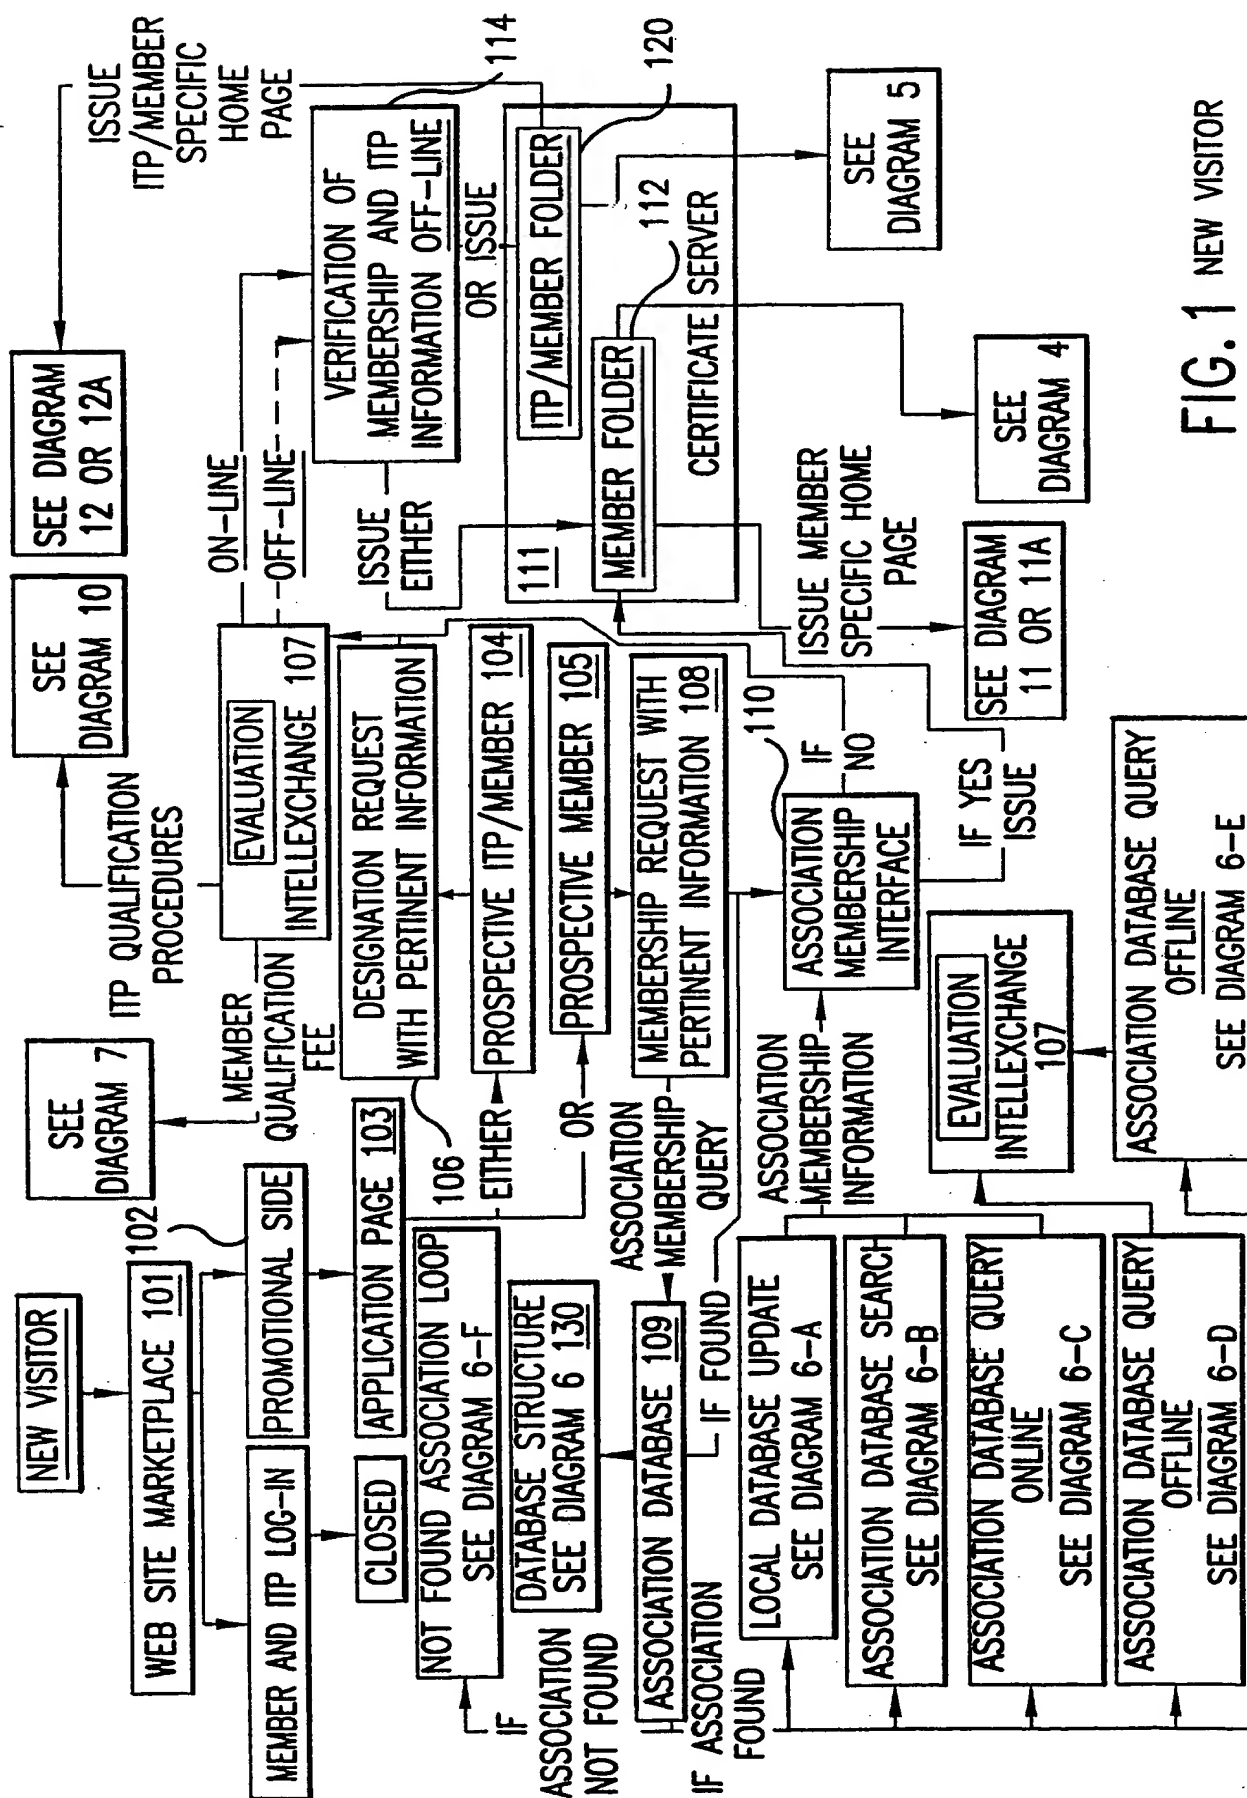 NEW VISITOR
WEB SITE MARKETPLACE 101
MEMBER AND ITP LOG-IN
102
PROMOTIONAL SIDE
CLOSED
APPLICATION PAGE 103
SEE
DIAGRAM 7
MEMBER
QUALIFICATION
FEE
ITP QUALIFICATION
PROCEDURES
SEE
DIAGRAM 10
SEE DIAGRAM
12 OR 12A
ISSUE
ITP/MEMBER
SPECIFIC
HOME
PAGE
EVALUATION
INTELLEXCHANGE 107
ON-LINE
OFF-LINE
VERIFICATION OF
MEMBERSHIP AND ITP
INFORMATION OFF-LINE
114
ISSUE
EITHER
OR ISSUE
106
DESIGNATION REQUEST
WITH PERTINENT INFORMATION
EITHER
PROSPECTIVE ITP/MEMBER 104
OR
PROSPECTIVE MEMBER 105
MEMBERSHIP REQUEST WITH
PERTINENT INFORMATION 108
111
ITP/MEMBER FOLDER
120
MEMBER FOLDER
112
CERTIFICATE SERVER
SEE
DIAGRAM 5
SEE
DIAGRAM 4
ISSUE MEMBER
SPECIFIC HOME
PAGE
SEE DIAGRAM
11 OR 11A
NOT FOUND ASSOCIATION LOOP
SEE DIAGRAM 6-F
DATABASE STRUCTURE
SEE DIAGRAM 6 130
IF
ASSOCIATION
NOT FOUND
ASSOCIATION DATABASE 109
ASSOCIATION
MEMBERSHIP
QUERY
IF FOUND
IF ASSOCIATION
FOUND
110
ASSOCIATION
MEMBERSHIP
INTERFACE
IF
NO
IF YES
ISSUE
LOCAL DATABASE UPDATE
SEE DIAGRAM 6-A
ASSOCIATION
MEMBERSHIP
INFORMATION
ASSOCIATION DATABASE SEARCH
SEE DIAGRAM 6-B
ASSOCIATION DATABASE QUERY
ONLINE
SEE DIAGRAM 6-C
EVALUATION
INTELLEXCHANGE
107
ASSOCIATION DATABASE QUERY
OFFLINE
SEE DIAGRAM 6-D
ASSOCIATION DATABASE QUERY
OFFLINE
SEE DIAGRAM 6-E
FIG. 1 NEW VISITOR